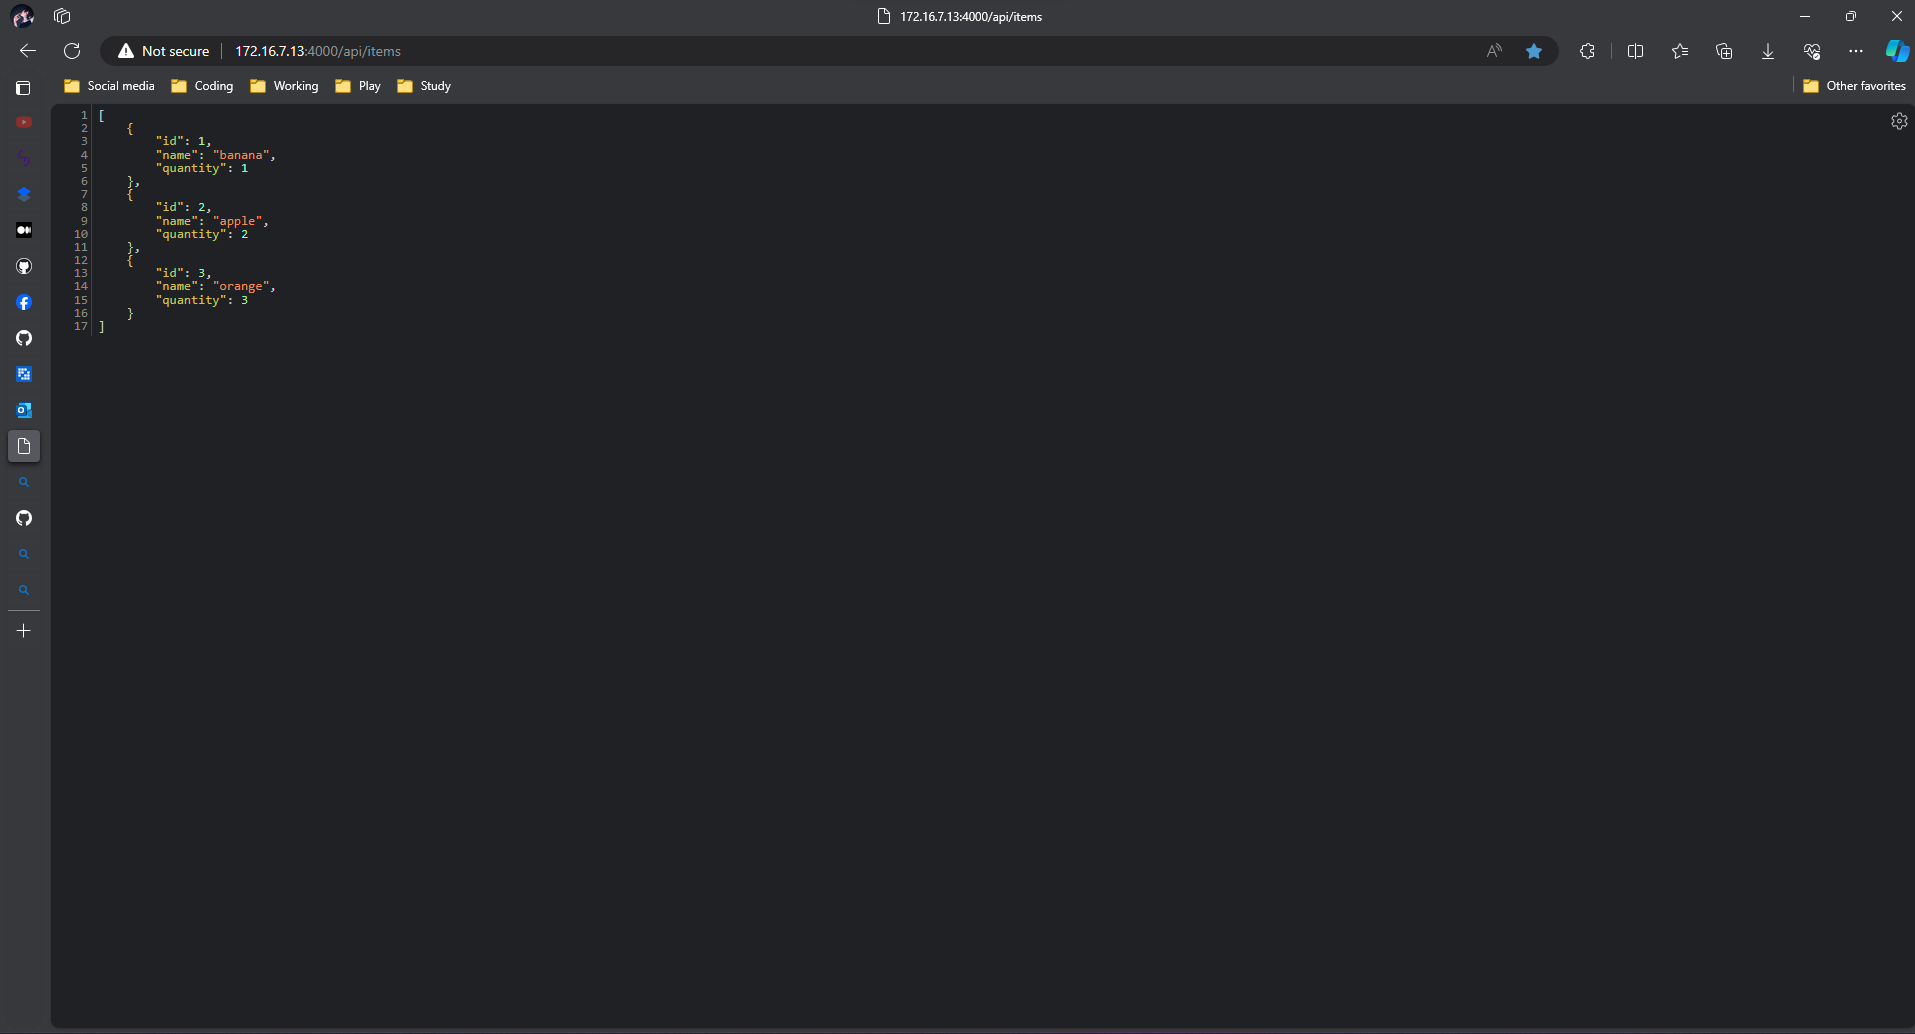 172.16.7.13:4000/api/items
Not secure
172.16.7.13:4000/api/items
Social media
Coding
Working
Play
Study
Other favorites
1 [
2 {
3 "id": 1,
4 "name": "banana",
5 "quantity": 1
6 },
7 {
8 "id": 2,
9 "name": "apple",
10 "quantity": 2
11 },
12 {
13 "id": 3,
14 "name": "orange",
15 "quantity": 3
16 }
17 ]